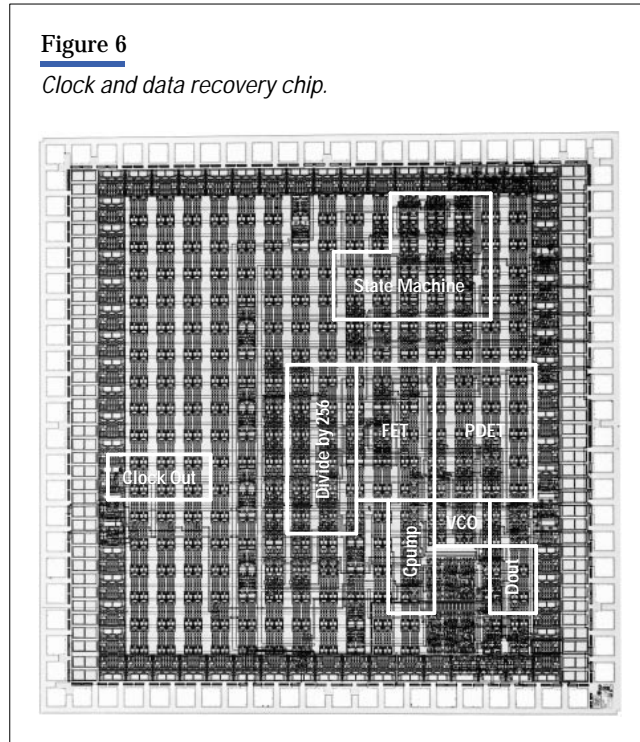 Figure 6
Clock and data recovery chip.
State Machine
Divide by 256
FET
PDET
Clock Out
VCO
Cpump
Dout